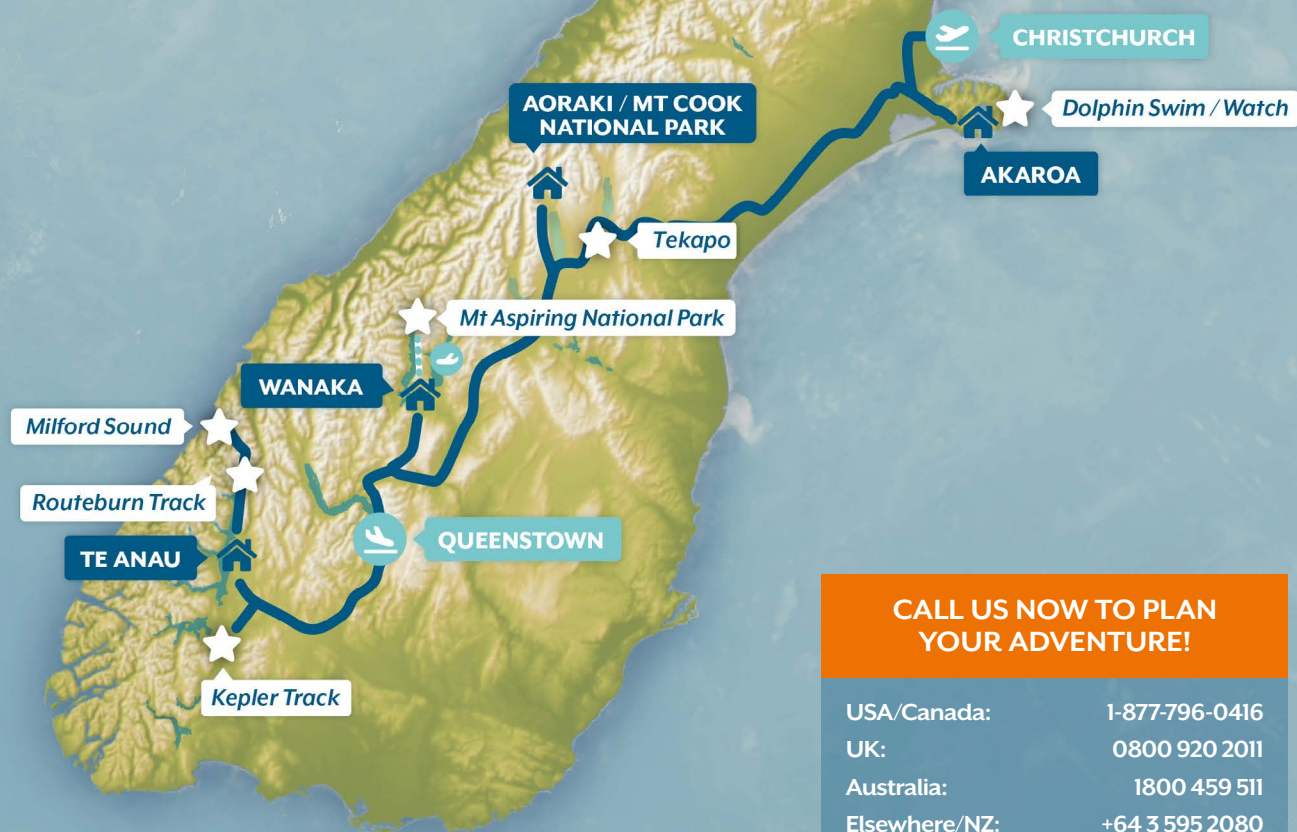 CHRISTCHURCH
AORAKI / MT COOK
NATIONAL PARK
Dolphin Swim / Watch
AKAROA
Tekapo
Mt Aspiring National Park
WANAKA
Milford Sound
Routeburn Track
QUEENSTOWN
TE ANAU
Kepler Track
CALL US NOW TO PLAN
YOUR ADVENTURE!
USA/Canada: 1-877-796-0416
UK: 0800 920 2011
Australia: 1800 459 511
Elsewhere/NZ: +64 3 595 2080